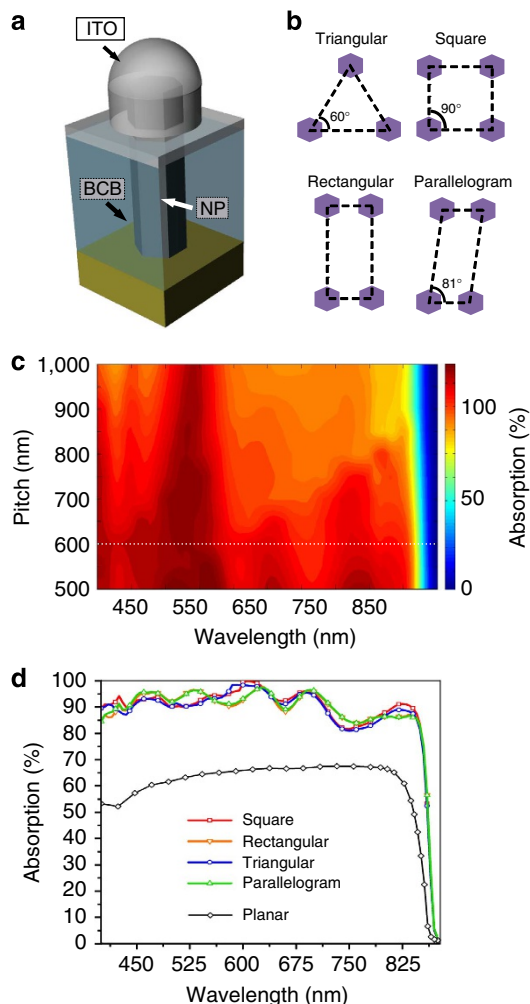 a
ITO
BCB
NP
b
Triangular
Square
60°
90°
Rectangular
Parallelogram
81°
c
Pitch (nm)
1,000
900
800
700
600
500
450
550
650
750
850
Wavelength (nm)
100
50
0
Absorption (%)
d
Absorption (%)
100
90
80
70
60
50
40
30
20
10
0
Square
Rectangular
Triangular
Parallelogram
Planar
450
525
600
675
750
825
Wavelength (nm)